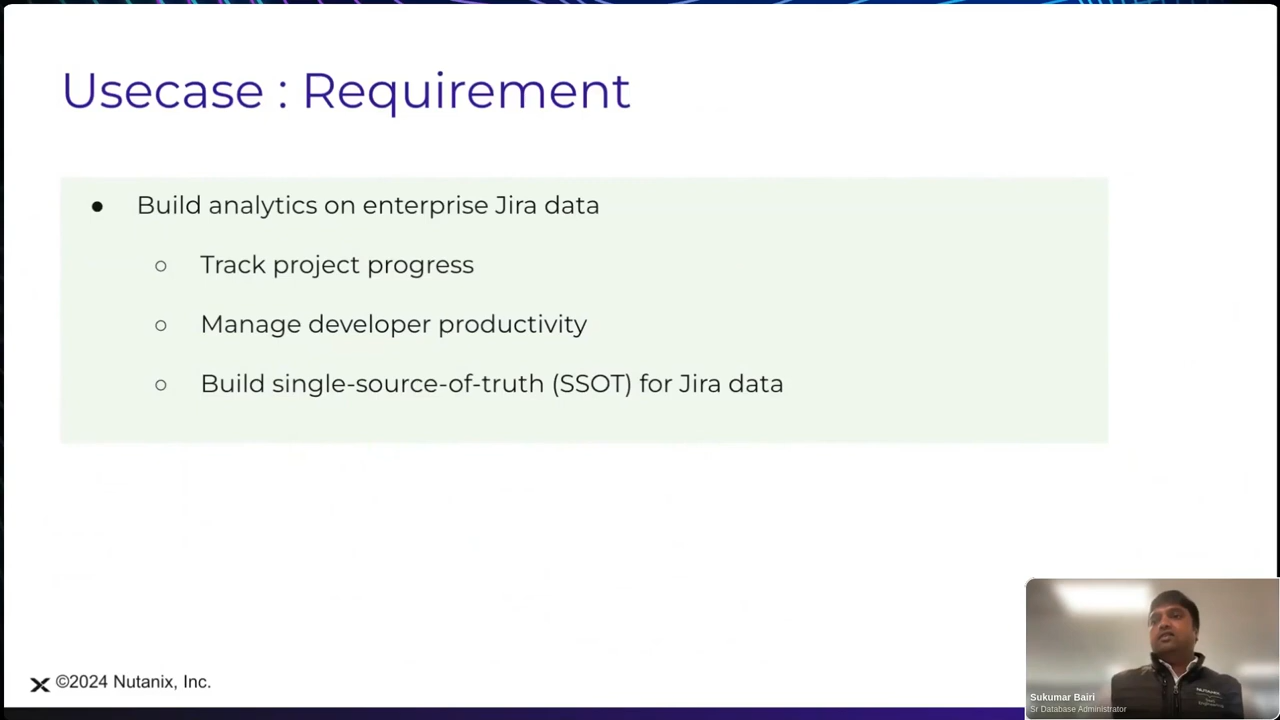 Usecase : Requirement
● Build analytics on enterprise Jira data
○ Track project progress
○ Manage developer productivity
○ Build single-source-of-truth (SSOT) for Jira data
©2024 Nutanix, Inc.
NUTANIX
Sukumar Bairi
Sr Database Administrator